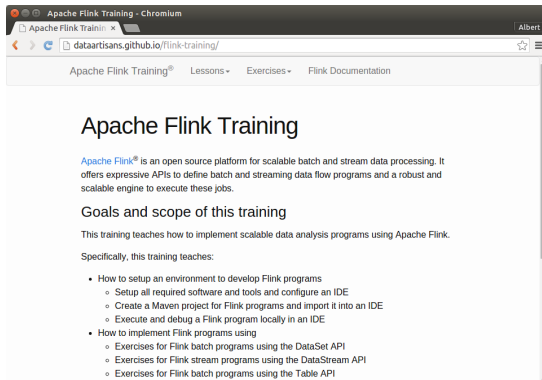 Apache Flink Training - Chromium
Apache Flink Trainin
Albert
dataartisans.github.io/flink-training/
Apache Flink Training® Lessons Exercises Flink Documentation
Apache Flink Training
Apache Flink® is an open source platform for scalable batch and stream data processing. It
offers expressive APIs to define batch and streaming data flow programs and a robust and
scalable engine to execute these jobs.
Goals and scope of this training
This training teaches how to implement scalable data analysis programs using Apache Flink.
Specifically, this training teaches:
How to setup an environment to develop Flink programs
Setup all required software and tools and configure an IDE
Create a Maven project for Flink programs and import it into an IDE
Execute and debug a Flink program locally in an IDE
How to implement Flink programs using
Exercises for Flink batch programs using the DataSet API
Exercises for Flink stream programs using the DataStream API
Exercises for Flink batch programs using the Table API